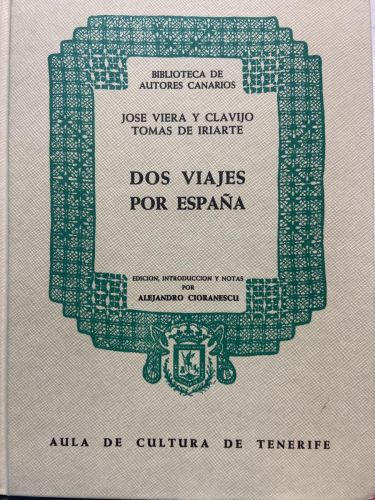 BIBLIOTECA DE
AUTORES CANARIOS
JOSE VIERA Y CLAVIJO
TOMAS DE IRIARTE
DOS VIAJES
POR ESPAÑA
EDICION, INTRODUCCION Y NOTAS
POR
ALEJANDRO CIORANESCU
AULA DE CULTURA DE TENERIFE